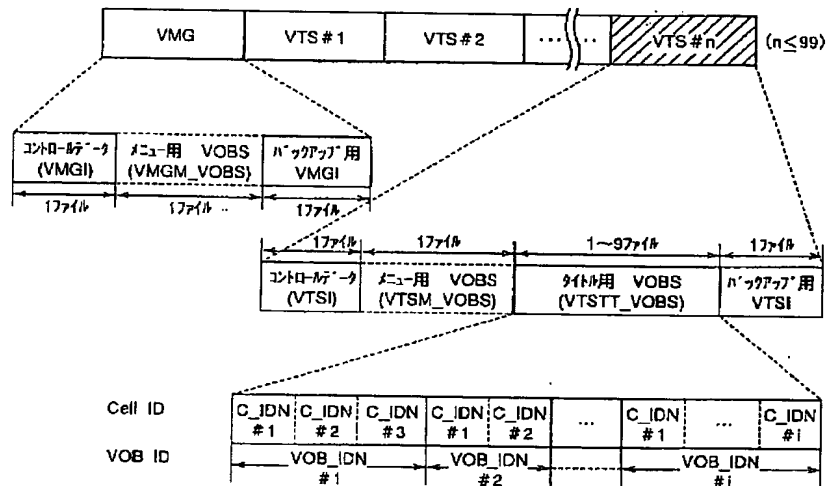 VMG VTS#1 VTS#2 ... ... VTS#n (n≤99)
コントロールデータ メニュー用 VOBS バックアップ用
(VMGI) (VMGM_VOBS) VMGI
1ファイル 1ファイル 1ファイル
1ファイル 1ファイル 1~9ファイル 1ファイル
コントロールデータ メニュー用 VOBS タイトル用 VOBS バックアップ用
(VTSI) (VTSM_VOBS) (VTSTT_VOBS) VTSI
Cell ID C_IDN C_IDN C_IDN C_IDN C_IDN ... C_IDN ... C_IDN
#1 #2 #3 #1 #2 #1 #i
VOB ID VOB_IDN VOB_IDN VOB_IDN
#1 #2 #i